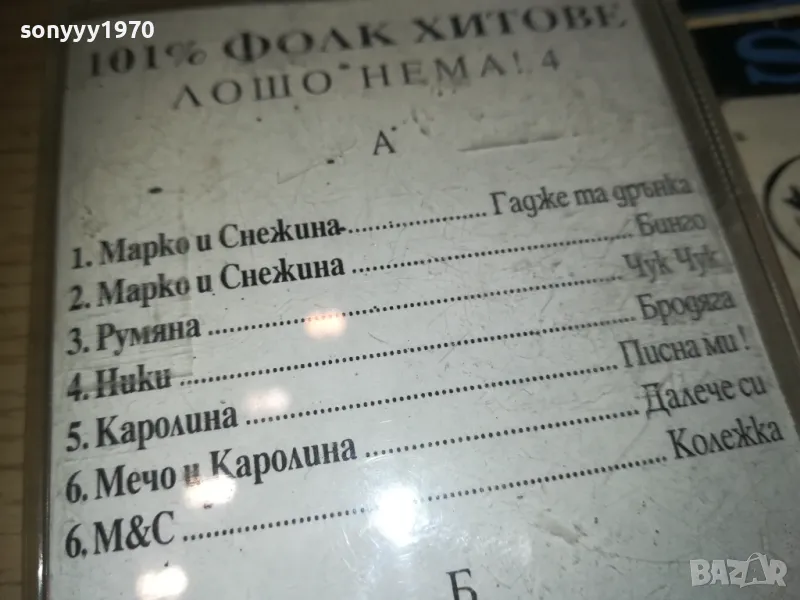 sonyyy1970
101% ФОЛК ХИТОВЕ
ЛОШО НЕМА! 4
А
1. Марко и Снежина.................... Гадже та дрънка
2. Марко и Снежина ........................................ Бинго
3. Румяна ............................................................ Чук Чук
4. Ники ................................................................ Бродяга
5. Каролина ....................................................... Писна ми!
6. Мечо и Каролина ...................................... Далече си
6. М&С ................................................................ Колежка
Б
BAZAR